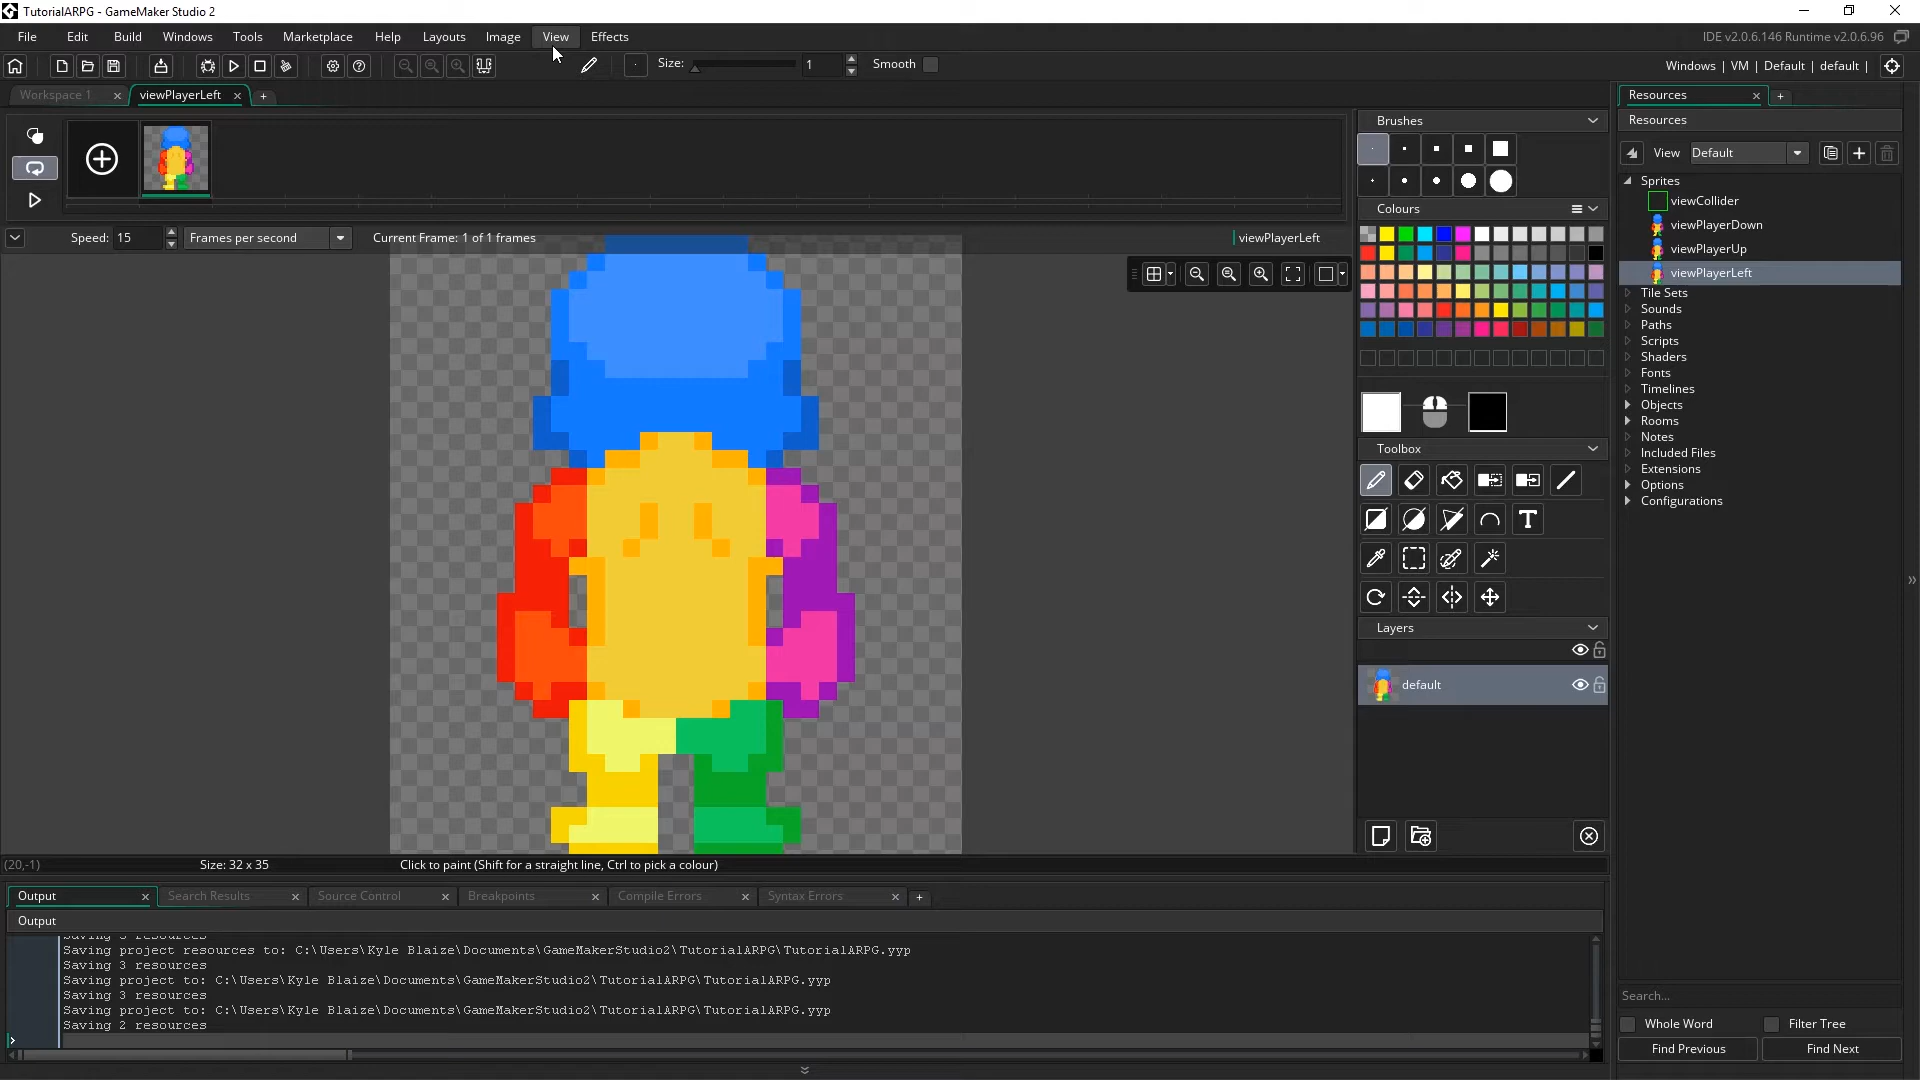 TutorialARPG - GameMaker Studio 2
File Edit Build Windows Tools Marketplace Help Layouts Image View Effects
IDE v2.0.6.146 Runtime v2.0.6.96
Size: 1 Smooth
Windows | VM | Default | default |
Workspace 1 viewPlayerLeft
Speed: 15 Frames per second Current Frame: 1 of 1 frames viewPlayerLeft
Brushes
Colours
Toolbox
T
Layers
default
Resources
Resources
View Default
Sprites
viewCollider
viewPlayerDown
viewPlayerUp
viewPlayerLeft
Tile Sets
Sounds
Paths
Scripts
Shaders
Fonts
Timelines
Objects
Rooms
Notes
Included Files
Extensions
Options
Configurations
(20,-1) Size: 32 x 35 Click to paint (Shift for a straight line, Ctrl to pick a colour)
Output Search Results Source Control Breakpoints Compile Errors Syntax Errors
Output
Saving 3 resources
Saving project resources to: C:\Users\Kyle Blaize\Documents\GameMakerStudio2\TutorialARPG\TutorialARPG.yyp
Saving 3 resources
Saving project to: C:\Users\Kyle Blaize\Documents\GameMakerStudio2\TutorialARPG\TutorialARPG.yyp
Saving 3 resources
Saving project to: C:\Users\Kyle Blaize\Documents\GameMakerStudio2\TutorialARPG\TutorialARPG.yyp
Saving 2 resources
Search...
Whole Word Filter Tree
Find Previous Find Next